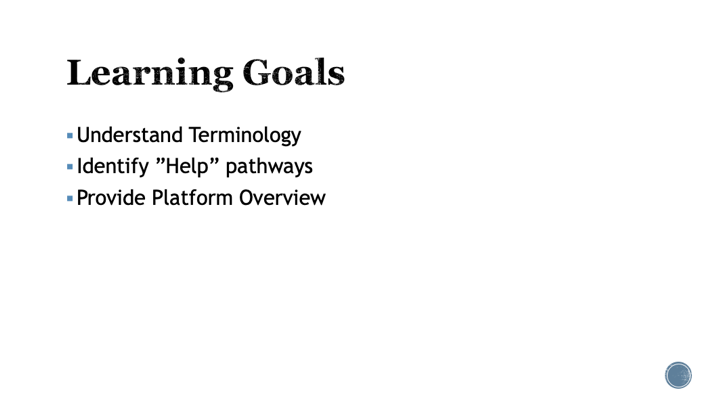 Learning Goals
Understand Terminology
Identify ”Help” pathways
Provide Platform Overview